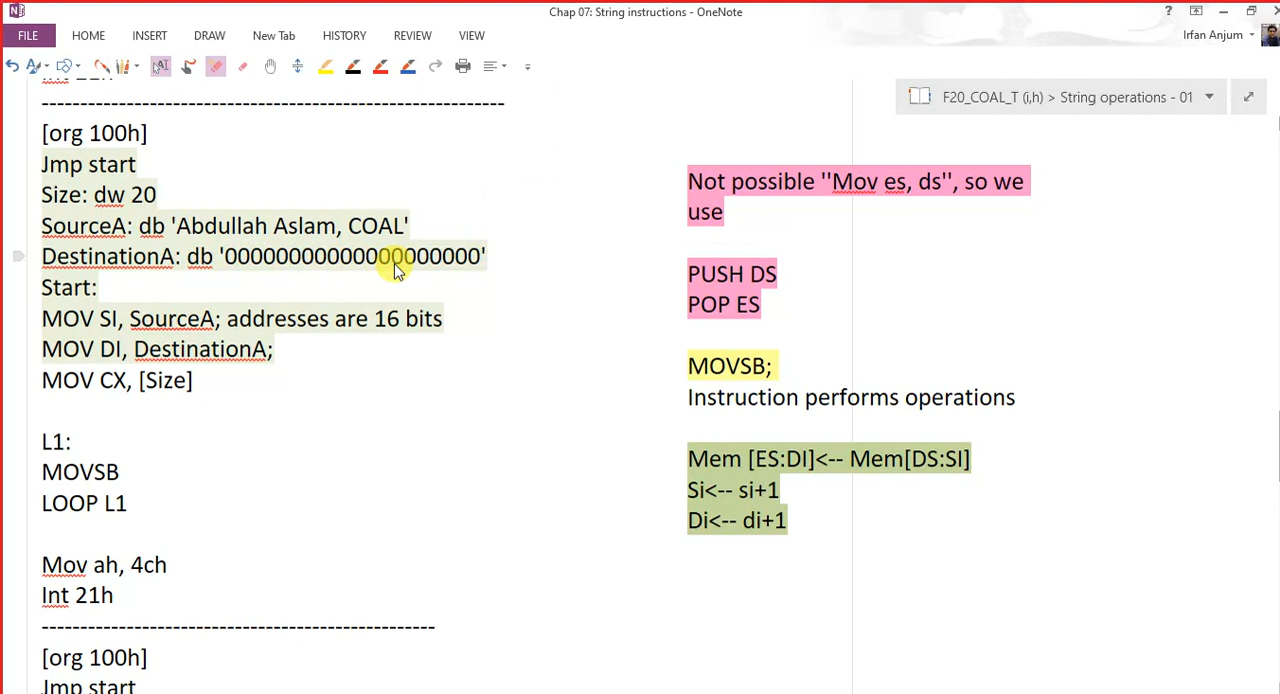 Chap 07: String instructions - OneNote
?
FILE HOME INSERT DRAW New Tab HISTORY REVIEW VIEW
Irfan Anjum
F20_COAL_T (i,h) > String operations - 01
----------------------------------------------------------
[org 100h]
Jmp start
Size: dw 20
SourceA: db 'Abdullah Aslam, COAL'
DestinationA: db '00000000000000000000'
Start:
MOV SI, SourceA; addresses are 16 bits
MOV DI, DestinationA;
MOV CX, [Size]
L1:
MOVSB
LOOP L1
Mov ah, 4ch
Int 21h
-------------------------------------------------
[org 100h]
Jmp start
Not possible "Mov es, ds", so we
use
PUSH DS
POP ES
MOVSB;
Instruction performs operations
Mem [ES:DI]<-- Mem[DS:SI]
Si<-- si+1
Di<-- di+1